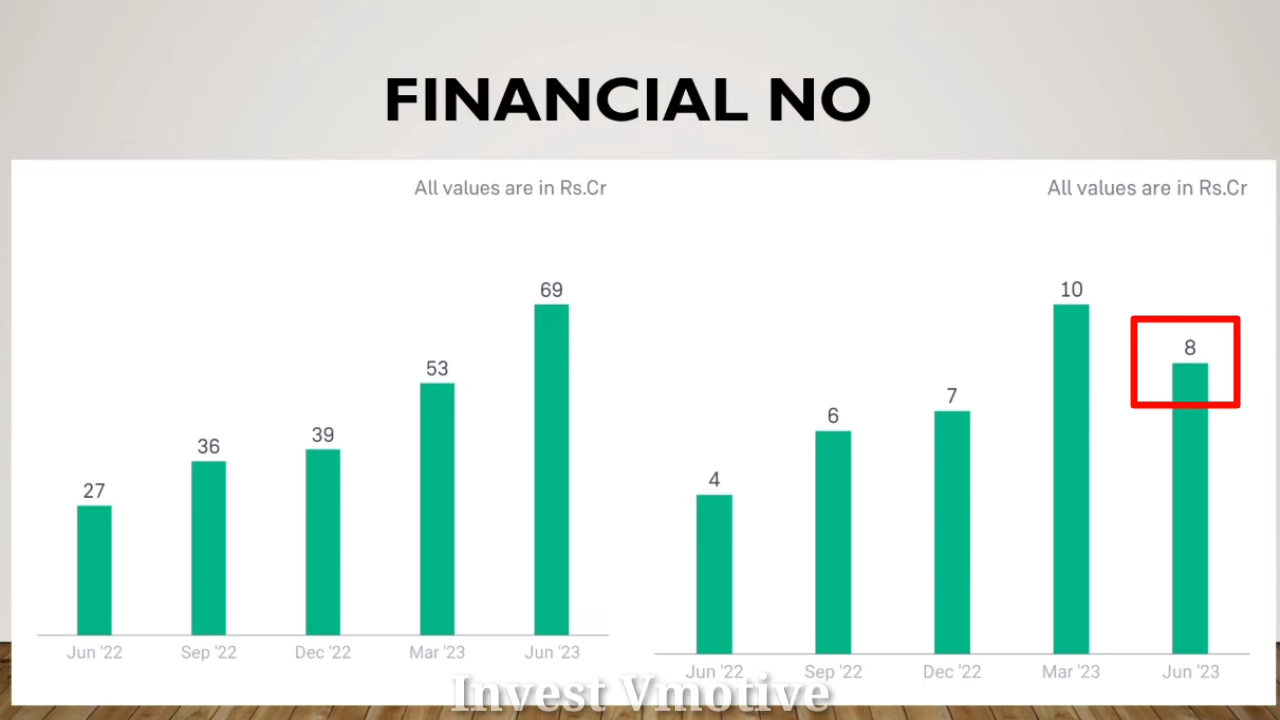 FINANCIAL NO
All values are in Rs.Cr
69
53
39
36
27
Jun '22 Sep '22 Dec '22 Mar '23 Jun '23
All values are in Rs.Cr
10
8
7
6
4
Jun '22 Sep '22 Dec '22 Mar '23 Jun '23
Invest Vmotive